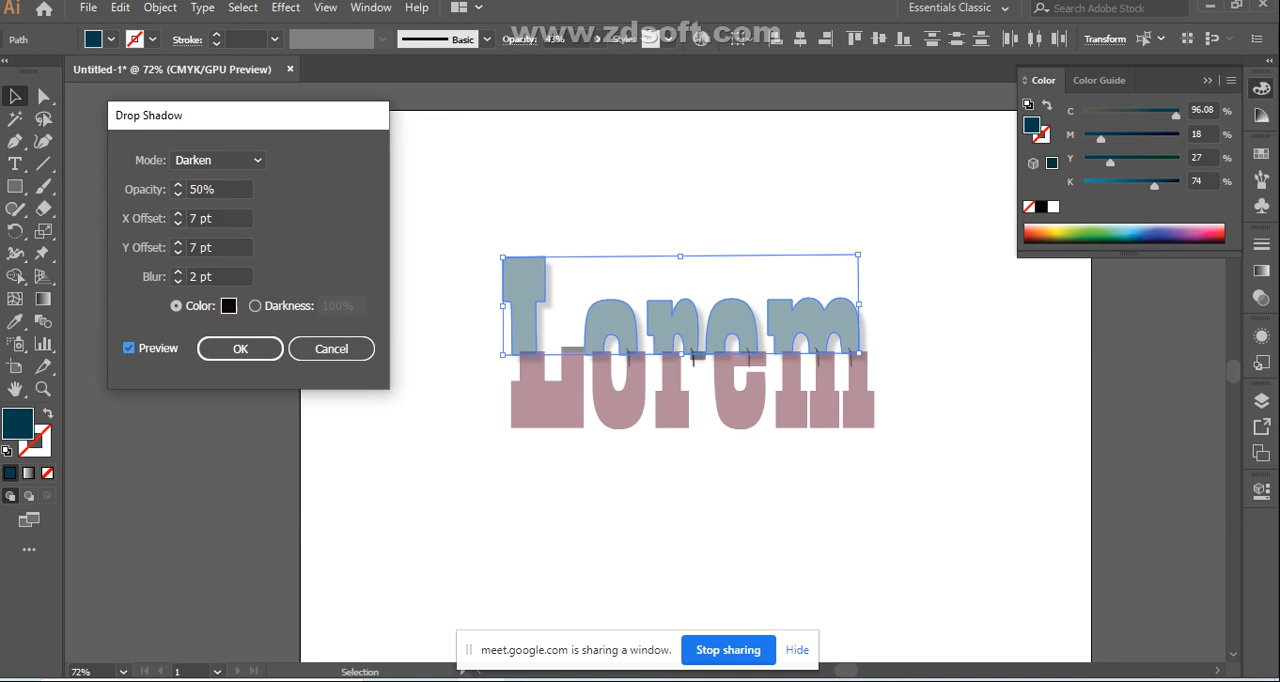 Ai File Edit Object Type Select Effect View Window Help Essentials Classic Search Adobe Stock
www.zdsoft.com
Path Stroke: Basic Opacity: 43% Style: Transform
Untitled-1* @ 72% (CMYK/GPU Preview)
Drop Shadow
Mode: Darken
Opacity: 50%
X Offset: 7 pt
Y Offset: 7 pt
Blur: 2 pt
Color: Darkness: 100%
Preview OK Cancel
Color Color Guide
C 96.08 %
M 18 %
Y 27 %
K 74 %
Lorem
meet.google.com is sharing a window. Stop sharing Hide
72% 1 Selection